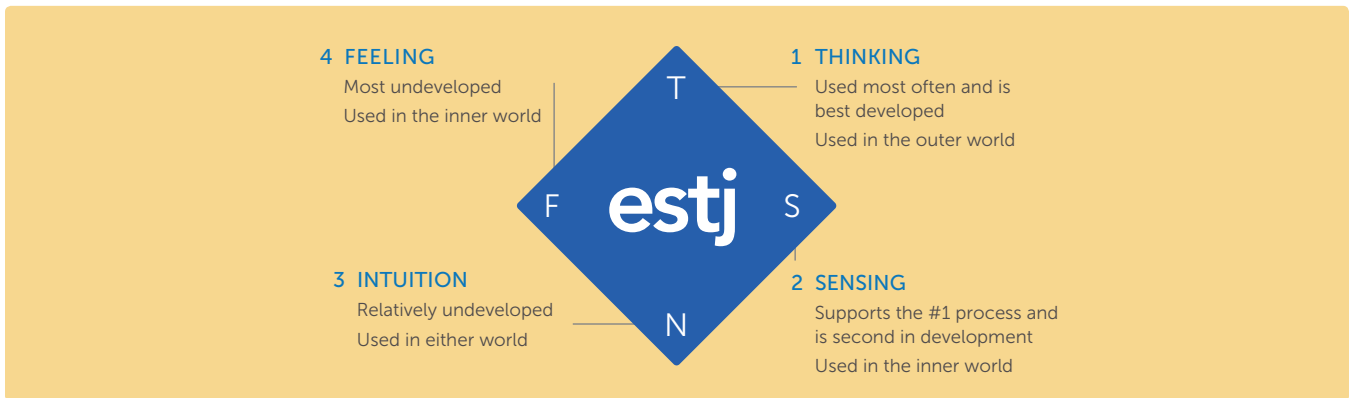 4 FEELING
Most undeveloped
Used in the inner world
1 THINKING
Used most often and is
best developed
Used in the outer world
T
F
estj
S
3 INTUITION
Relatively undeveloped
Used in either world
N
2 SENSING
Supports the #1 process and
is second in development
Used in the inner world